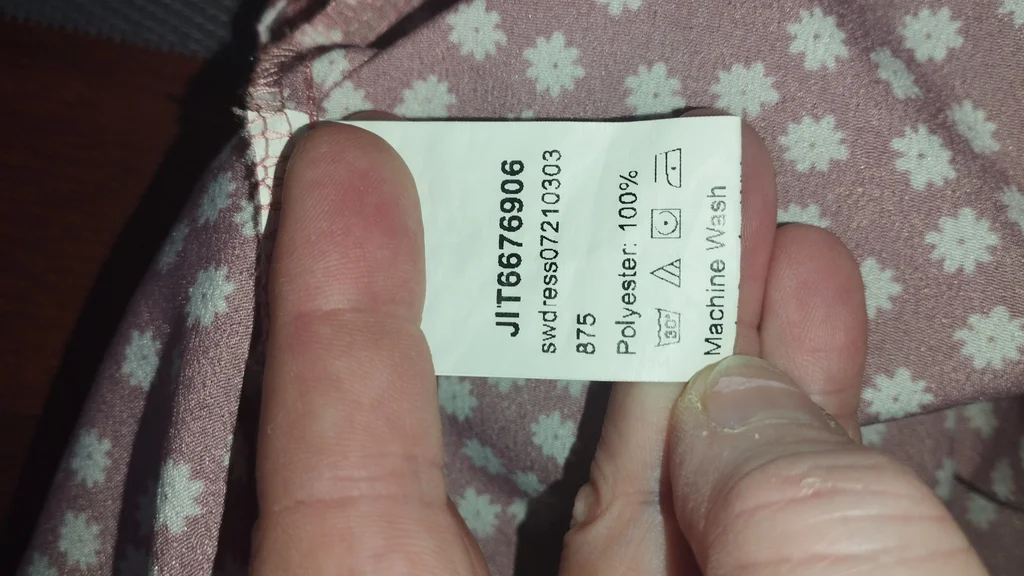 JIT6676906
swdress07210303
875
Polyester: 100%
30°
Machine Wash